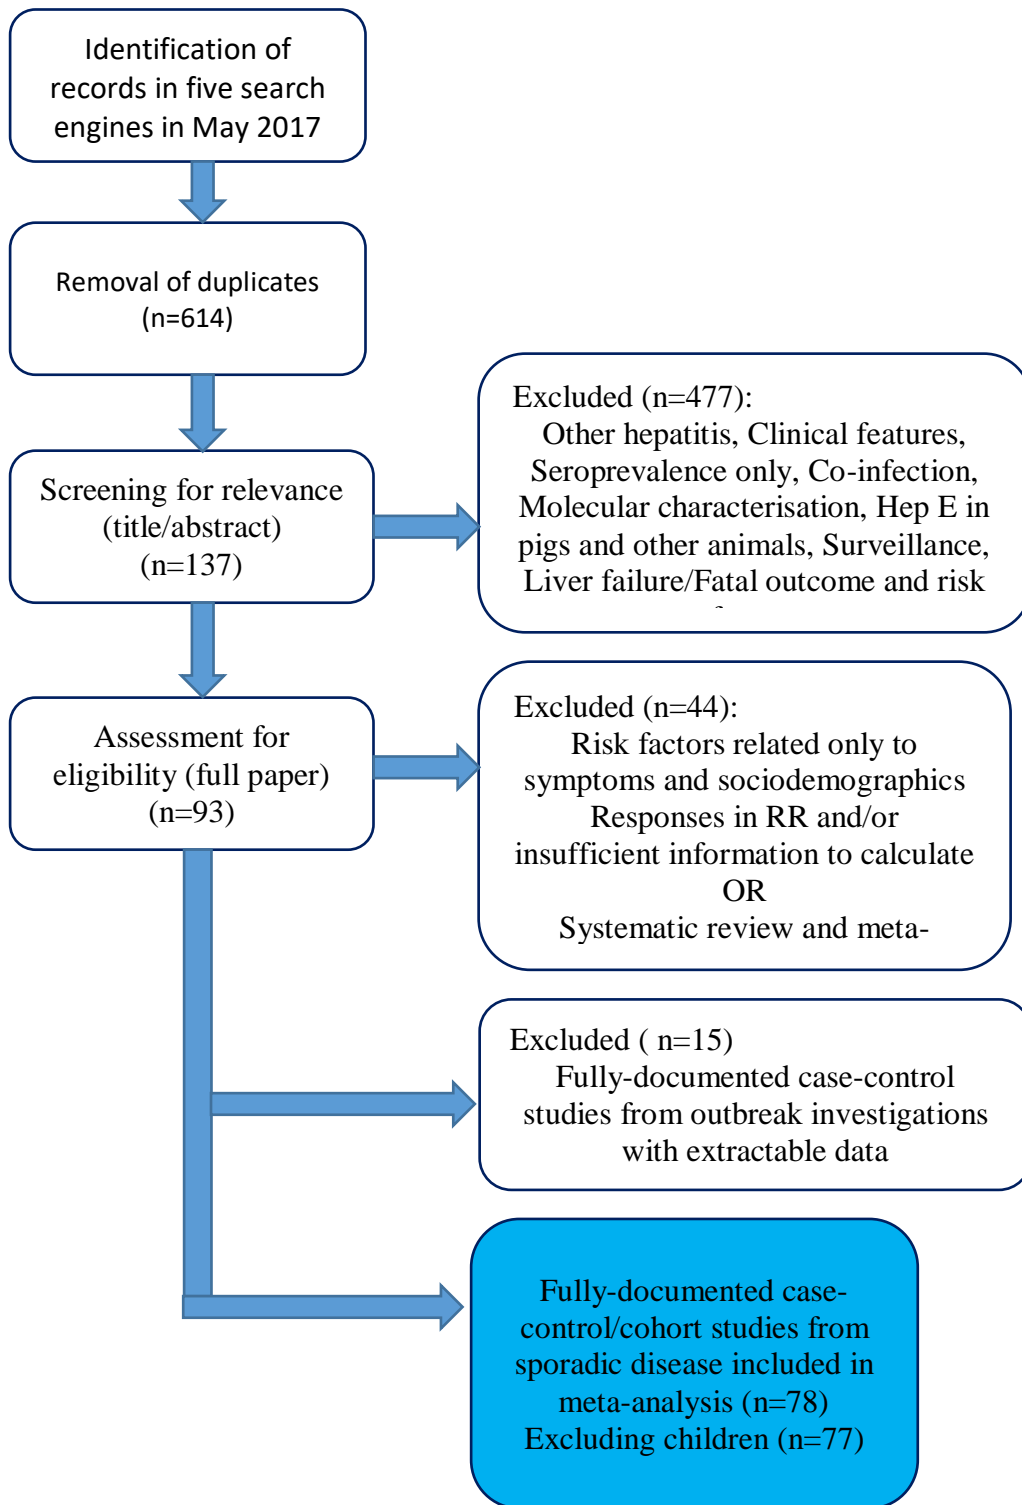 Identification of
records in five search
engines in May 2017
Removal of duplicates
(n=614)
Screening for relevance
(title/abstract)
(n=137)
Excluded (n=477):
Other hepatitis, Clinical features,
Seroprevalence only, Co-infection,
Molecular characterisation, Hep E in
pigs and other animals, Surveillance,
Liver failure/Fatal outcome and risk
Assessment for
eligibility (full paper)
(n=93)
Excluded (n=44):
Risk factors related only to
symptoms and sociodemographics
Responses in RR and/or
insufficient information to calculate
OR
Systematic review and meta-
Excluded ( n=15)
Fully-documented case-control
studies from outbreak investigations
with extractable data
Fully-documented case-
control/cohort studies from
sporadic disease included in
meta-analysis (n=78)
Excluding children (n=77)